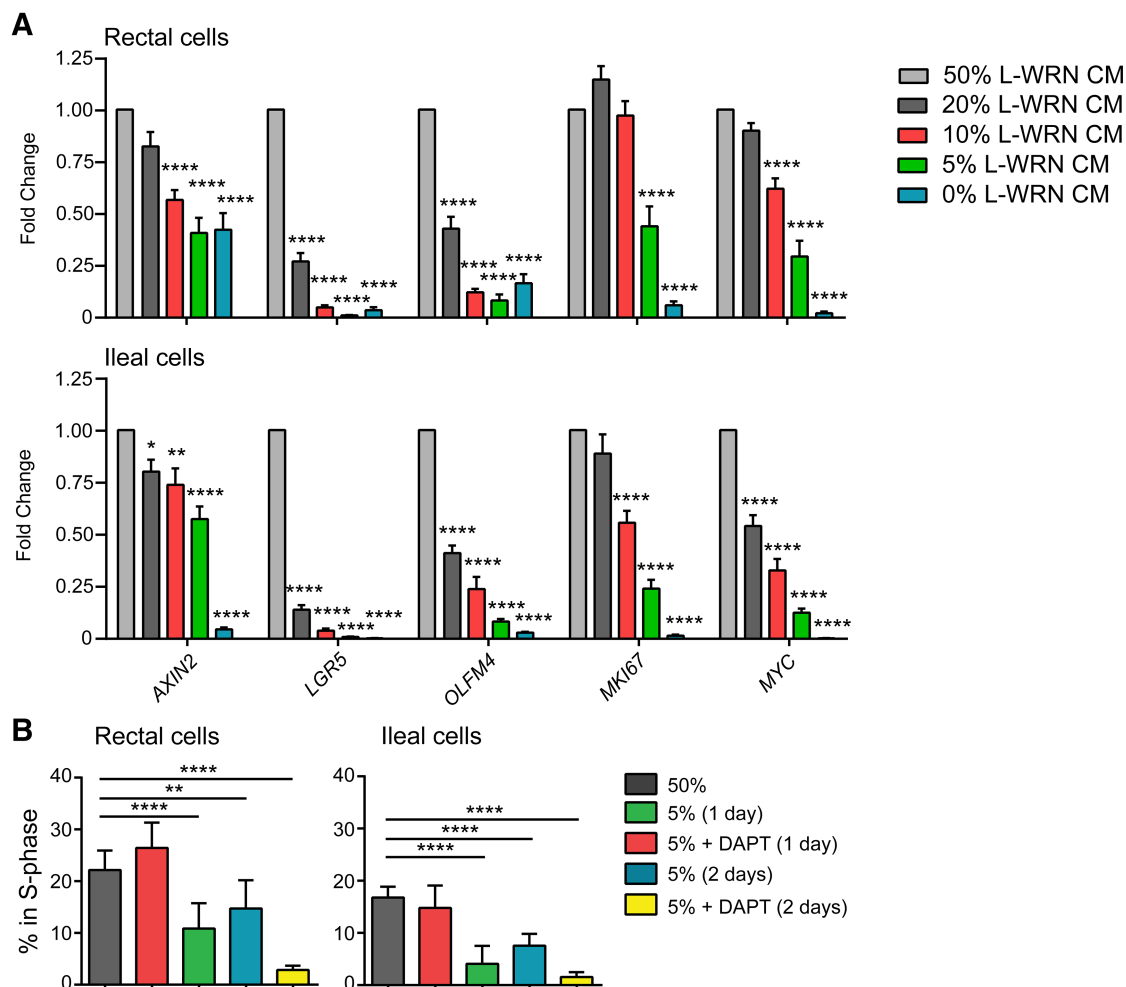 A
Rectal cells
1.25
1.00
0.75
0.50
0.25
0
Fold Change
**** **** ****
**** **** **** ****
**** **** **** ****
**** ****
**** **** ****
50% L-WRN CM
20% L-WRN CM
10% L-WRN CM
5% L-WRN CM
0% L-WRN CM
Ileal cells
1.25
1.00
0.75
0.50
0.25
0
Fold Change
* ** **** ****
**** **** **** ****
**** **** **** ****
**** **** ****
**** **** **** ****
AXIN2
LGR5
OLFM4
MKI67
MYC
B
Rectal cells
40
30
20
10
0
% in S-phase
****
**
****
Ileal cells
40
30
20
10
0
****
****
****
50%
5% (1 day)
5% + DAPT (1 day)
5% (2 days)
5% + DAPT (2 days)